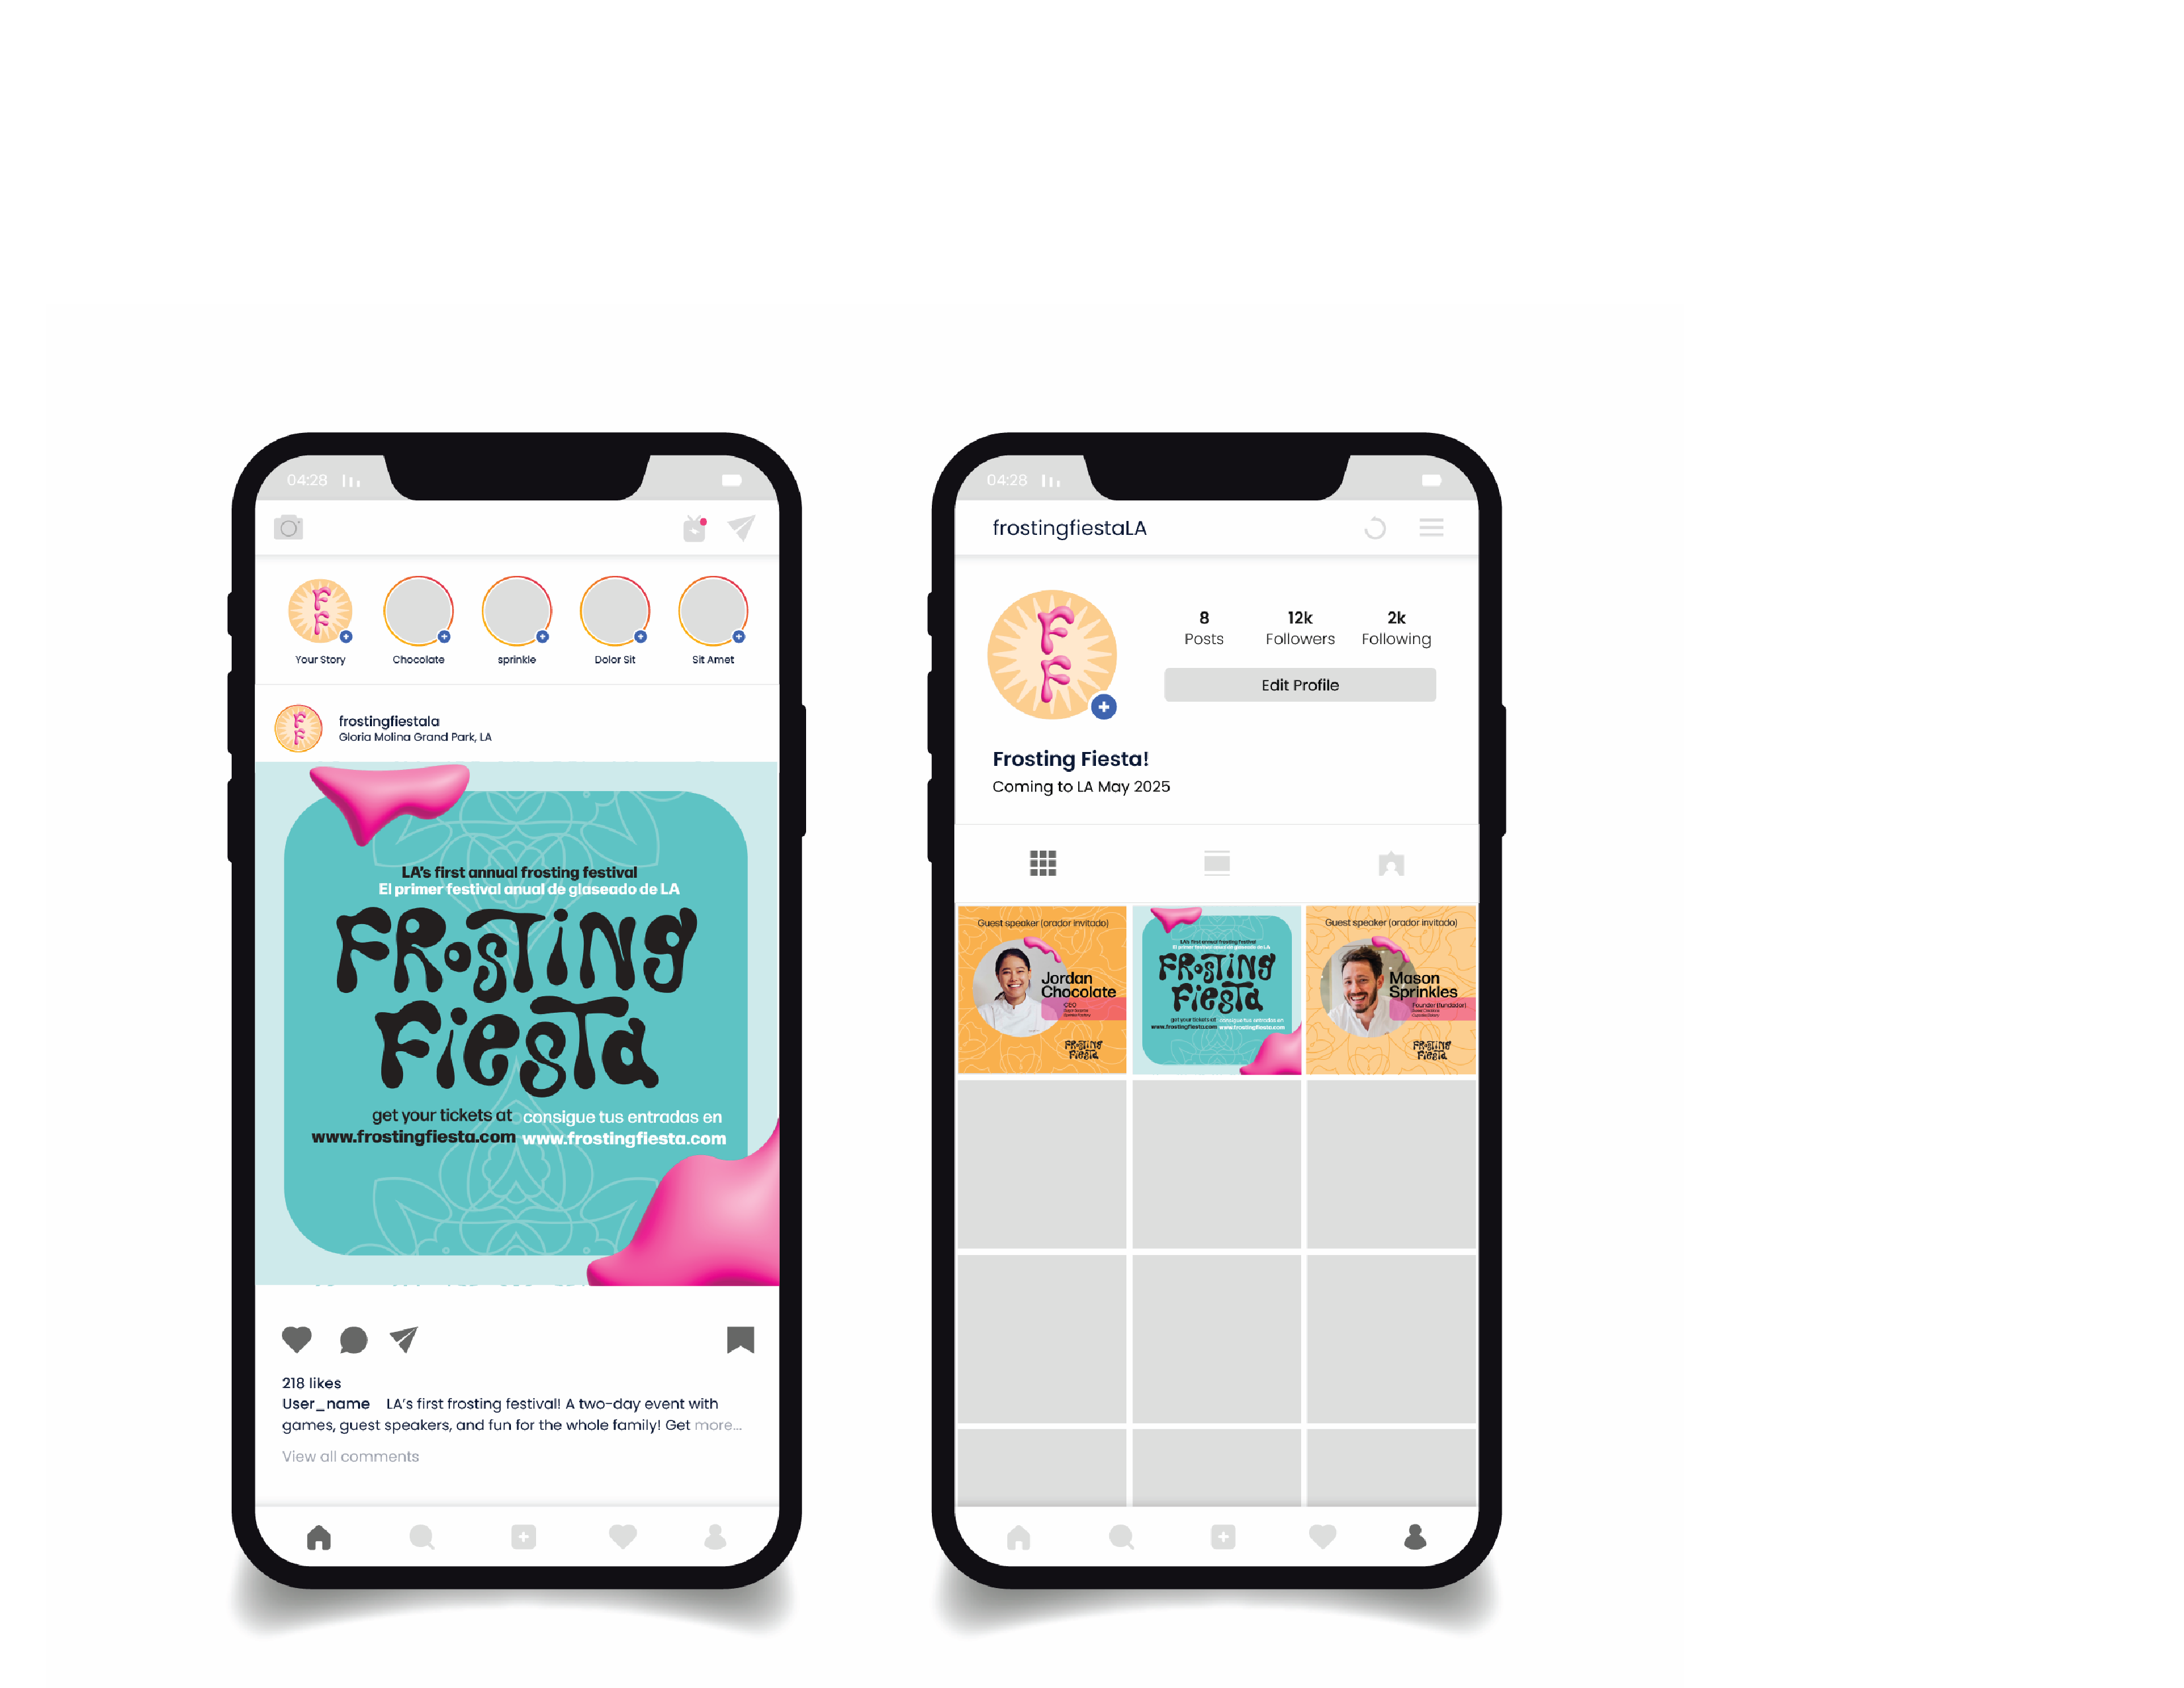 04:28
Your Story
Chocolate
sprinkle
Dolor Sit
Sit Amet
frostingfiestala
Gloria Molina Grand Park, LA
LA's first annual frosting festival
El primer festival anual de glaseado de LA
FRosTiNg
FiesTa
get your tickets at
www.frostingfiesta.com
consigue tus entradas en
www.frostingfiesta.com
218 likes
User_name LA's first frosting festival! A two-day event with
games, guest speakers, and fun for the whole family! Get more...
View all comments
04:28
frostingfiestaLA
8
Posts
12k
Followers
2k
Following
Edit Profile
Frosting Fiesta!
Coming to LA May 2025
Guest speaker (orador invitado)
Jordan
Chocolate
CEO
FRosTiNg
FiesTa
LA's first annual frosting festival
El primer festival anual de glaseado de LA
FRosTiNg
FiesTa
get your tickets at
www.frostingfiesta.com
consigue tus entradas en
www.frostingfiesta.com
Guest speaker (orador invitado)
Mason
Sprinkles
Founder (fundador)
FRosTiNg
FiesTa